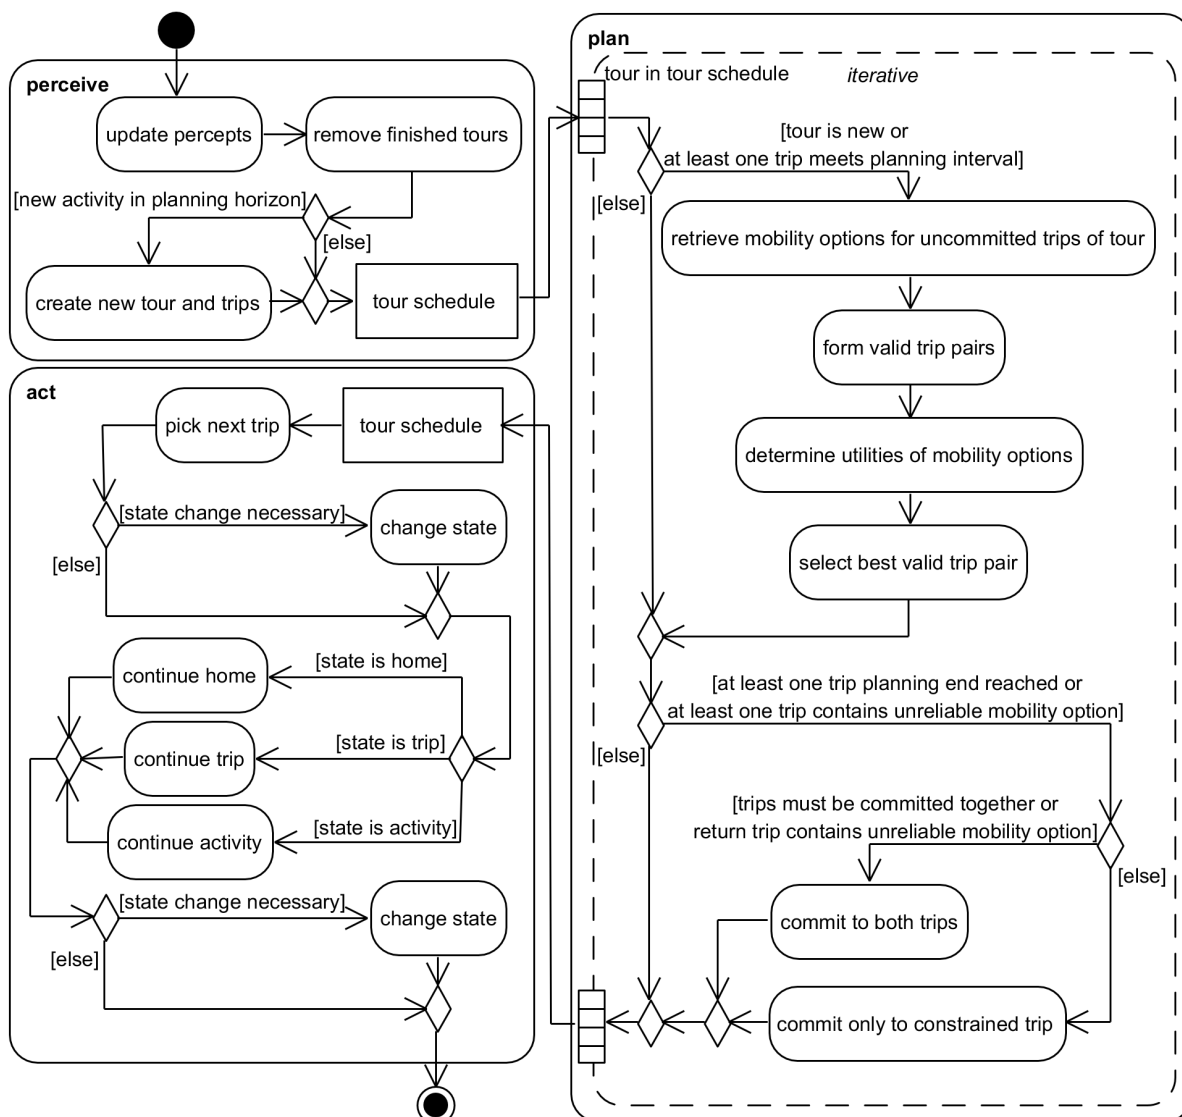 perceive
update percepts
remove finished tours
[new activity in planning horizon]
[else]
create new tour and trips
tour schedule
plan
tour in tour schedule
iterative
[tour is new or
at least one trip meets planning interval]
[else]
retrieve mobility options for uncommitted trips of tour
form valid trip pairs
determine utilities of mobility options
select best valid trip pair
[at least one trip planning end reached or
at least one trip contains unreliable mobility option]
[else]
[trips must be committed together or
return trip contains unreliable mobility option]
[else]
commit to both trips
commit only to constrained trip
act
tour schedule
pick next trip
[state change necessary]
change state
[else]
[state is home]
continue home
[state is trip]
continue trip
[state is activity]
continue activity
[state change necessary]
change state
[else]